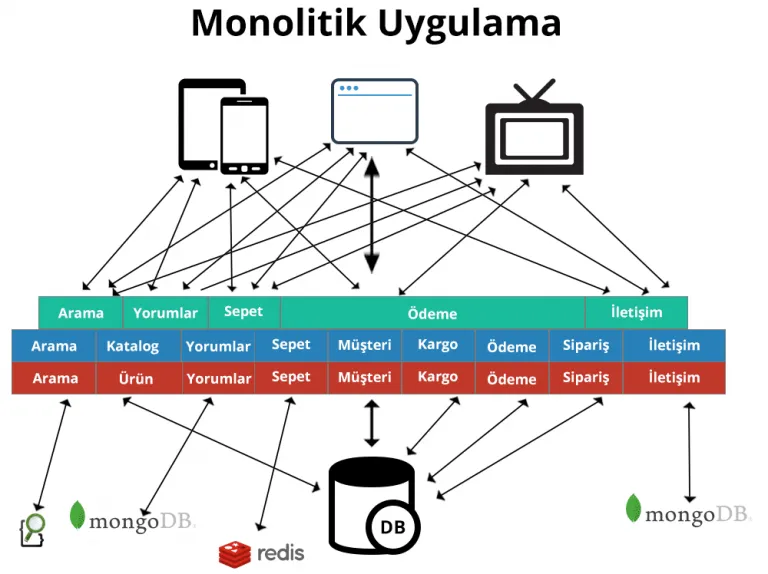 Monolitik Uygulama
Arama Yorumlar Sepet Ödeme İletişim
Arama Katalog Yorumlar Sepet Müşteri Kargo Ödeme Sipariş İletişim
Arama Ürün Yorumlar Sepet Müşteri Kargo Ödeme Sipariş İletişim
mongoDB
redis
DB
mongoDB